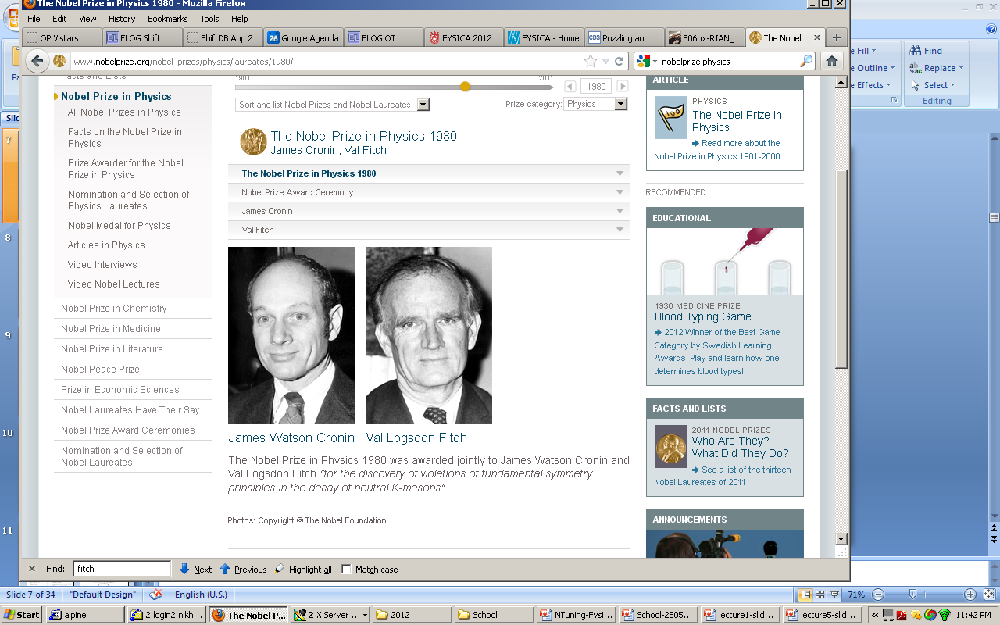 The Nobel Prize in Physics 1980 - Mozilla Firefox
File Edit View History Bookmarks Tools Help
OP Vistars
ELOG Shift
ShiftDB App 2...
28 Google Agenda
ELOG OT
FYSICA 2012 ...
FYSICA - Home
CDS Puzzling anti...
506px-RIAN_...
The Nobel...
www.nobelprize.org/nobel_prizes/physics/laureates/1980/
nobelprize physics
Facts and Lists
Nobel Prize in Physics
All Nobel Prizes in Physics
Facts on the Nobel Prize in
Physics
Prize Awarder for the Nobel
Prize in Physics
Nomination and Selection of
Physics Laureates
Nobel Medal for Physics
Articles in Physics
Video Interviews
Video Nobel Lectures
Nobel Prize in Chemistry
Nobel Prize in Medicine
Nobel Prize in Literature
Nobel Peace Prize
Prize in Economic Sciences
Nobel Laureates Have Their Say
Nobel Prize Award Ceremonies
Nomination and Selection of
Nobel Laureates
1901 2011
1980
Sort and list Nobel Prizes and Nobel Laureates
Prize category: Physics
The Nobel Prize in Physics 1980
James Cronin, Val Fitch
The Nobel Prize in Physics 1980
Nobel Prize Award Ceremony
James Cronin
Val Fitch
James Watson Cronin
Val Logsdon Fitch
The Nobel Prize in Physics 1980 was awarded jointly to James Watson Cronin and
Val Logsdon Fitch "for the discovery of violations of fundamental symmetry
principles in the decay of neutral K-mesons"
Photos: Copyright © The Nobel Foundation
ARTICLE
100
PHYSICS
The Nobel Prize in
Physics
Read more about the
Nobel Prize in Physics 1901-2000
RECOMMENDED:
EDUCATIONAL
1930 MEDICINE PRIZE
Blood Typing Game
2012 Winner of the Best Game
Category by Swedish Learning
Awards. Play and learn how one
determines blood types!
FACTS AND LISTS
2011 NOBEL PRIZES
Who Are They?
What Did They Do?
See a list of the thirteen
Nobel Laureates of 2011
ANNOUNCEMENTS
e Fill
e Outline
e Effects
Find
Replace
Select
Editing
Pa
Slid
7
8
9
10
11
Find: fitch Next Previous Highlight all Match case
Slide 7 of 34 "Default Design" English (U.S.) 71%
Start
alpine
2:login2.nikh...
The Nobel P...
2 X Server ...
2012
School
NTuning-Fysi...
School-2505...
lecture1-slid...
lecture5-slid...
11:42 PM